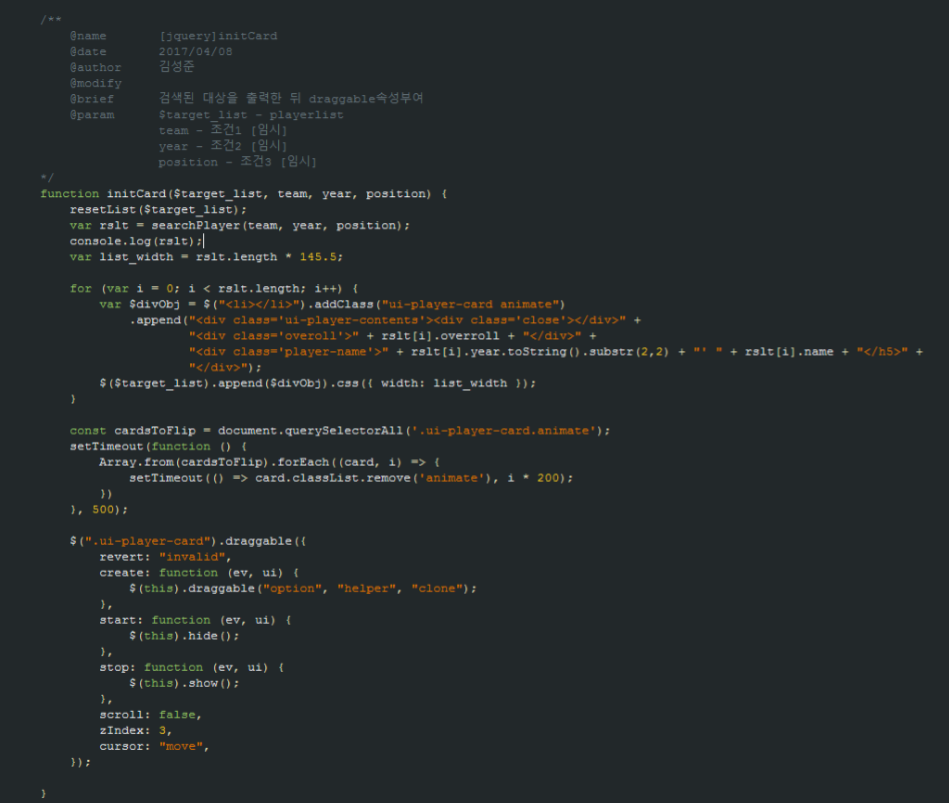 /**
@name [jquery]initCard
@date 2017/04/08
@author 김성준
@modify
@brief 검색된 대상을 출력한 뒤 draggable속성부여
@param $target_list - playerlist
team - 조건1 [임시]
year - 조건2 [임시]
position - 조건3 [임시]
*/
function initCard($target_list, team, year, position) {
resetList($target_list);
var rslt = searchPlayer(team, year, position);
console.log(rslt);
var list_width = rslt.length * 145.5;
for (var i = 0; i < rslt.length; i++) {
var $divObj = $("<li></li>").addClass("ui-player-card animate")
.append("<div class='ui-player-contents'><div class='close'></div>" +
"<div class='overoll'>" + rslt[i].overroll + "</div>" +
"<div class='player-name'>" + rslt[i].year.toString().substr(2,2) + "' " + rslt[i].name + "</h5>" +
"</div>");
$($target_list).append($divObj).css({ width: list_width });
}
const cardsToFlip = document.querySelectorAll('.ui-player-card.animate');
setTimeout(function () {
Array.from(cardsToFlip).forEach((card, i) => {
setTimeout(() => card.classList.remove('animate'), i * 200);
})
}, 500);
$(".ui-player-card").draggable({
revert: "invalid",
create: function (ev, ui) {
$(this).draggable("option", "helper", "clone");
},
start: function (ev, ui) {
$(this).hide();
},
stop: function (ev, ui) {
$(this).show();
},
scroll: false,
zIndex: 3,
cursor: "move",
});
}